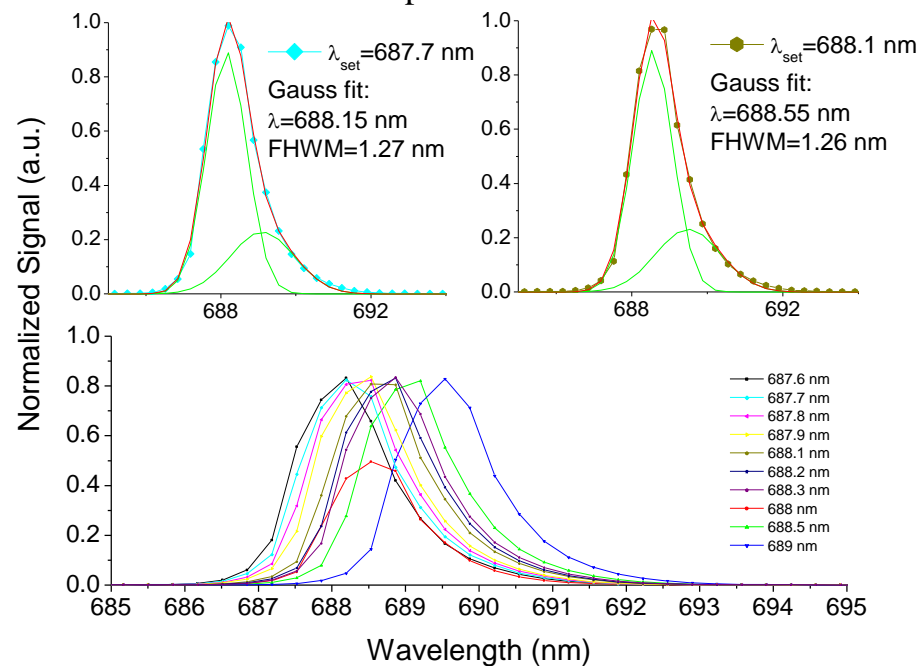 λset=687.7 nm
Gauss fit:
λ=688.15 nm
FHWM=1.27 nm
1.0
0.8
0.6
0.4
0.2
0.0
688
692
λset=688.1 nm
Gauss fit:
λ=688.55 nm
FHWM=1.26 nm
1.0
0.8
0.6
0.4
0.2
0.0
688
692
Normalized Signal (a.u.)
1.0
0.8
0.6
0.4
0.2
0.0
687.6 nm
687.7 nm
687.8 nm
687.9 nm
688.1 nm
688.2 nm
688.3 nm
688 nm
688.5 nm
689 nm
685 686 687 688 689 690 691 692 693 694 695
Wavelength (nm)